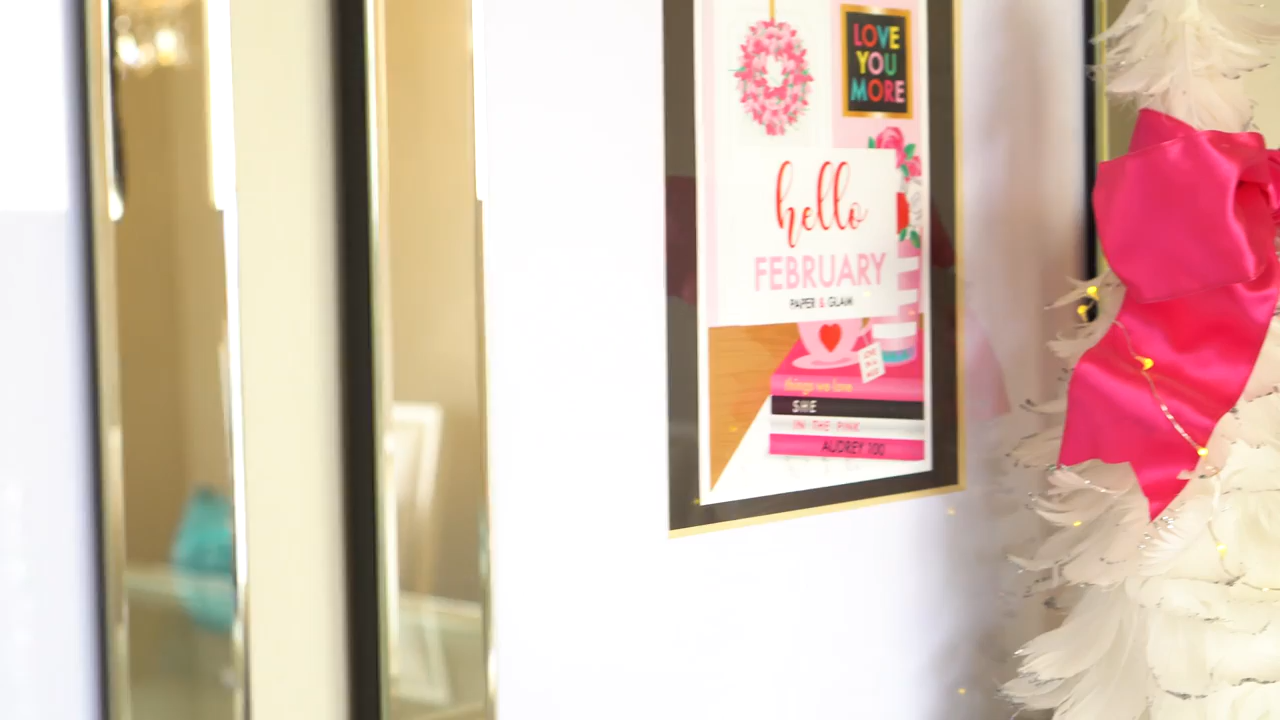 LOVE
YOU
MORE
hello
FEBRUARY
PAPER & GLAM
things we love
SHE
IN THE PINK
AUDREY 100